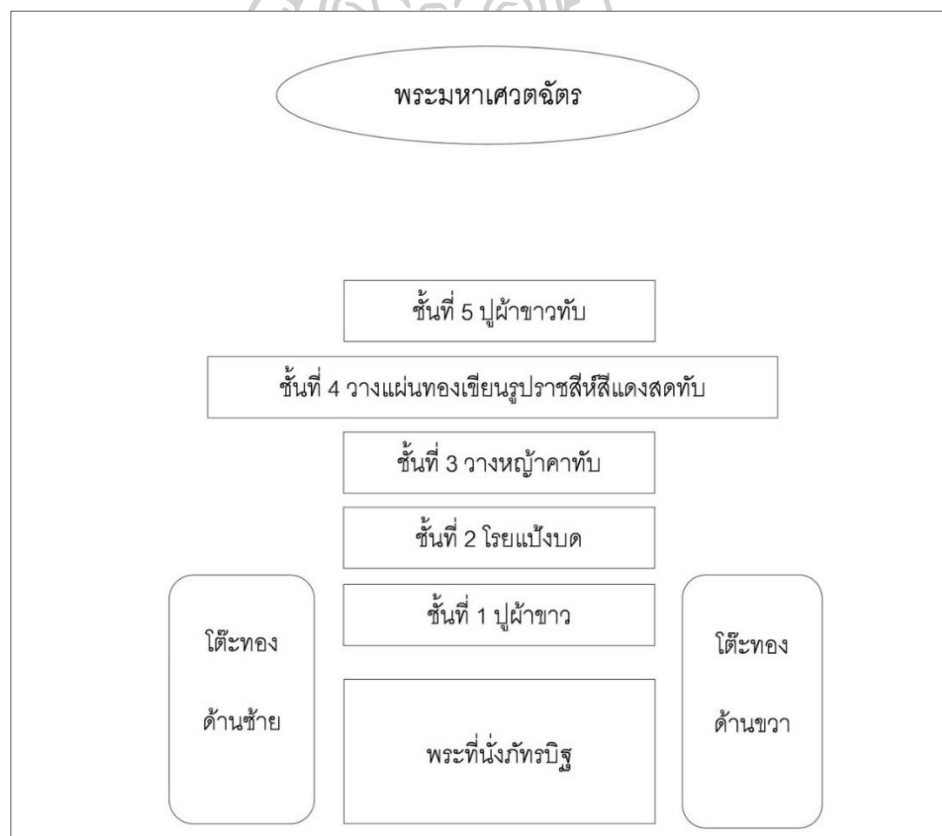 พระมหาเศวตฉัตร
ชั้นที่ 5 ปูผ้าขาวทับ
ชั้นที่ 4 วางแผ่นทองเขียนรูปราชสีห์สีแดงสดทับ
ชั้นที่ 3 วางหญ้าคาทับ
ชั้นที่ 2 โรยแป้งบด
ชั้นที่ 1 ปูผ้าขาว
โต๊ะทอง
ด้านซ้าย
โต๊ะทอง
ด้านขวา
พระที่นั่งภัทรบิฐ